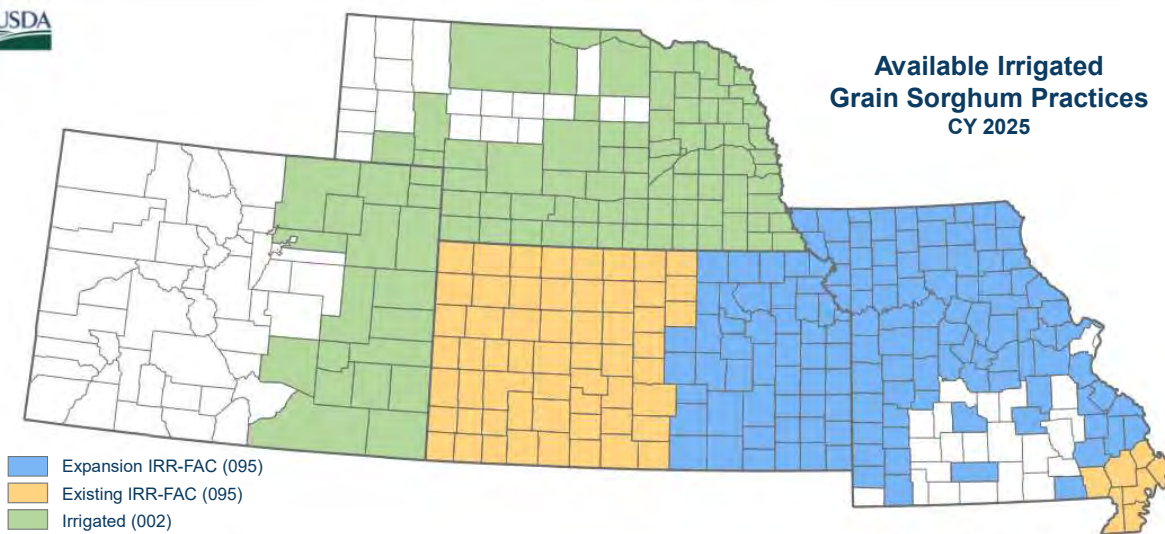 USDA
Available Irrigated
Grain Sorghum Practices
CY 2025
Expansion IRR-FAC (095)
Existing IRR-FAC (095)
Irrigated (002)